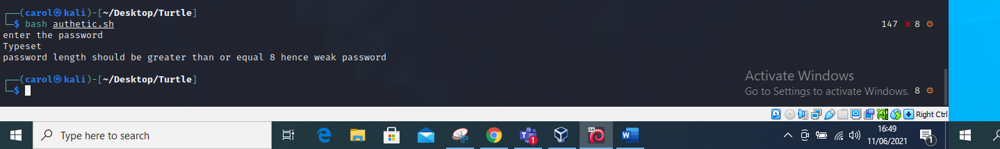 ┌──(carol㉿kali)-[~/Desktop/Turtle]
└─$ bash authetic.sh 147 ⨯ 8 ⚙
enter the password
Typeset
password length should be greater than or equal 8 hence weak password
┌──(carol㉿kali)-[~/Desktop/Turtle]
└─$ 8 ⚙
Activate Windows
Go to Settings to activate Windows.
Right Ctrl
Type here to search
64
1
W
16:49
11/06/2021
1